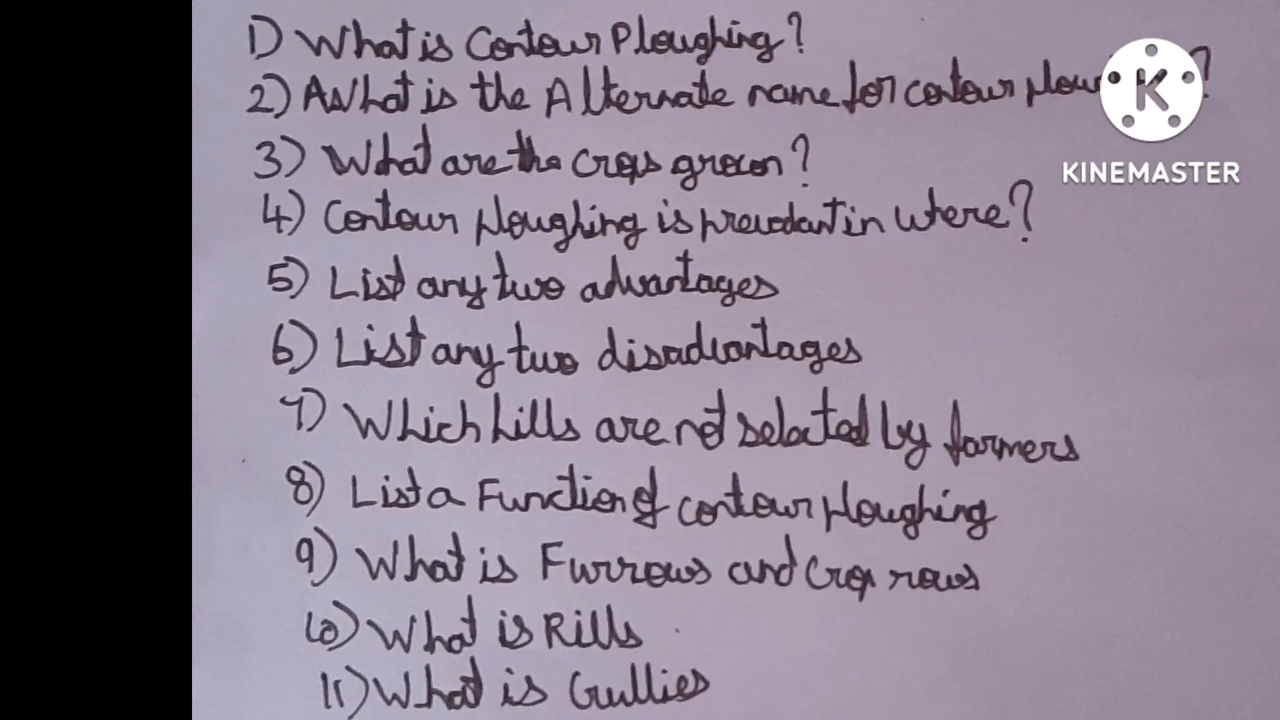 1) What is Contour Ploughing?
2) What is the Alternate name for contour plou ?
3) What are the crops grown?
4) Contour ploughing is prevadant in where?
5) List any two advantages
6) List any two disadvantages
7) Which hills are not selected by farmers
8) List a Function of contour ploughing
9) What is Furrows and Crop rows
10) What is Rills
11) What is Gullies
K
KINEMASTER